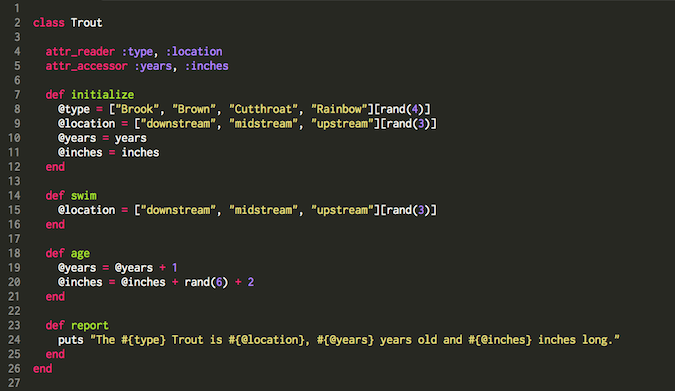 1
2 class Trout
3
4   attr_reader :type, :location
5   attr_accessor :years, :inches
6
7   def initialize
8     @type = ["Brook", "Brown", "Cutthroat", "Rainbow"][rand(4)]
9     @location = ["downstream", "midstream", "upstream"][rand(3)]
10     @years = years
11     @inches = inches
12   end
13
14   def swim
15     @location = ["downstream", "midstream", "upstream"][rand(3)]
16   end
17
18   def age
19     @years = @years + 1
20     @inches = @inches + rand(6) + 2
21   end
22
23   def report
24     puts "The #{type} Trout is #{@location}, #{@years} years old and #{@inches} inches long."
25   end
26 end
27